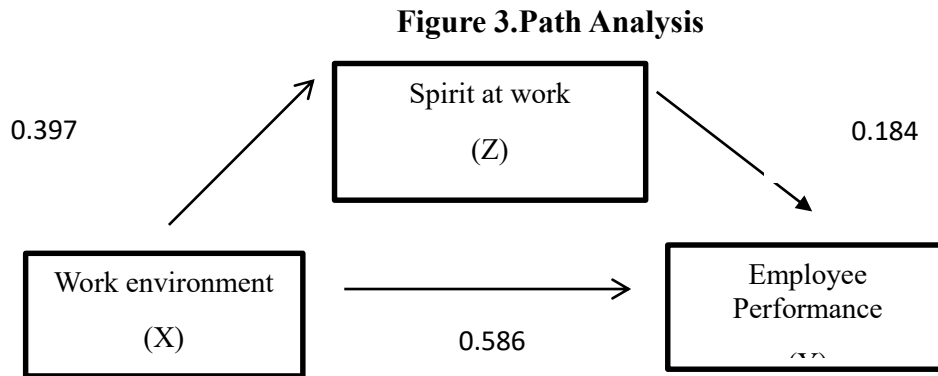 Figure 3.Path Analysis
Spirit at work
(Z)
0.397
0.184
Work environment
(X)
0.586
Employee
Performance